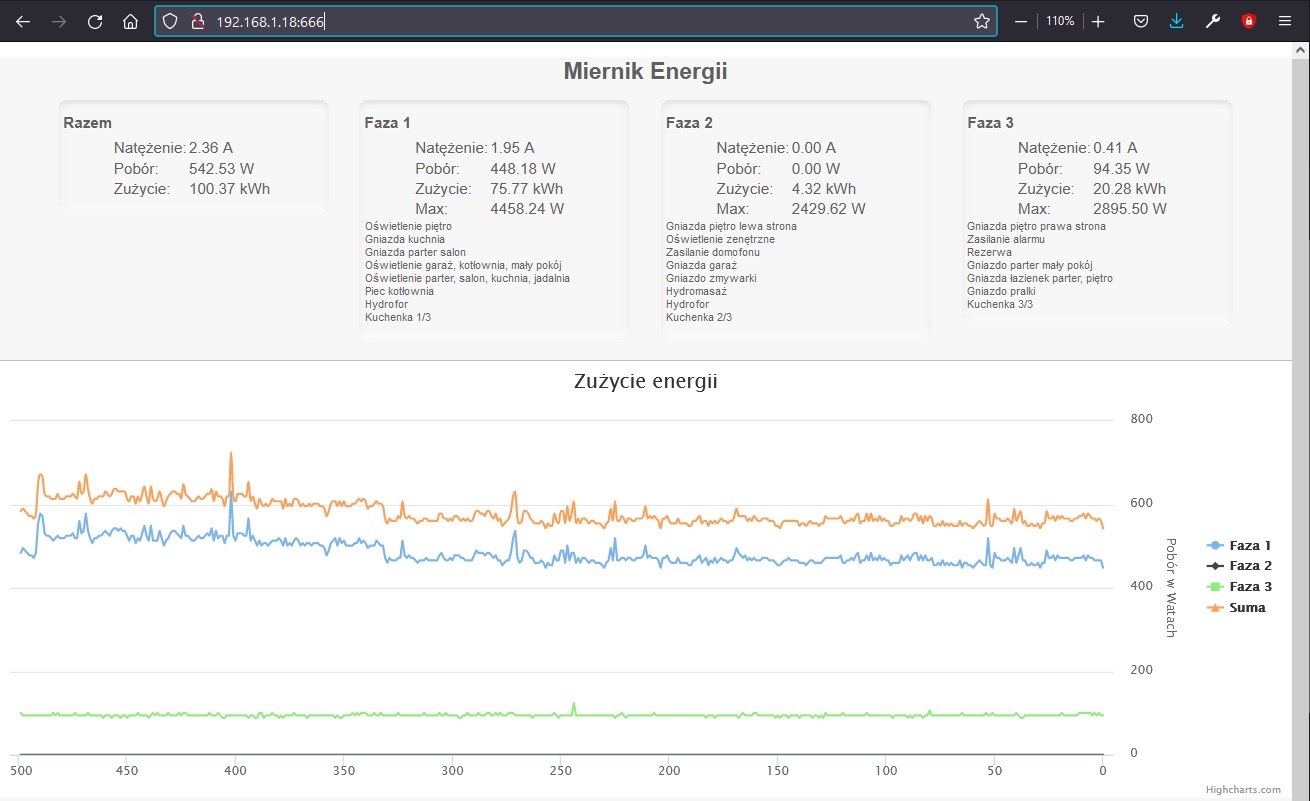 192.168.1.18:666
110%
Miernik Energii
Razem
Natężenie: 2.36 A
Pobór: 542.53 W
Zużycie: 100.37 kWh
Faza 1
Natężenie: 1.95 A
Pobór: 448.18 W
Zużycie: 75.77 kWh
Max: 4458.24 W
Oświetlenie piętro
Gniazda kuchnia
Gniazda parter salon
Oświetlenie garaż, kotłownia, mały pokój
Oświetlenie parter, salon, kuchnia, jadalnia
Piec kotłownia
Hydrofor
Kuchenka 1/3
Faza 2
Natężenie: 0.00 A
Pobór: 0.00 W
Zużycie: 4.32 kWh
Max: 2429.62 W
Gniazda piętro lewa strona
Oświetlenie zenętrzne
Zasilanie domofonu
Gniazda garaż
Gniazdo zmywarki
Hydromasaż
Hydrofor
Kuchenka 2/3
Faza 3
Natężenie: 0.41 A
Pobór: 94.35 W
Zużycie: 20.28 kWh
Max: 2895.50 W
Gniazda piętro prawa strona
Zasilanie alarmu
Rezerwa
Gniazdo parter mały pokój
Gniazda łazienek parter, piętro
Gniazdo pralki
Kuchenka 3/3
Zużycie energii
800
600
400
200
0
Pobór w Watach
Faza 1
Faza 2
Faza 3
Suma
500 450 400 350 300 250 200 150 100 50 0
Highcharts.com